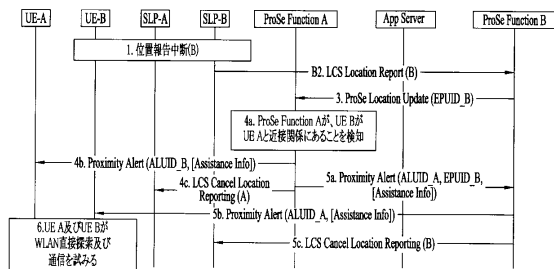 UE-A UE-B SLP-A SLP-B ProSe Function A App Server ProSe Function B
1. 位置報告中断(B)
B2. LCS Location Report (B)
3. ProSe Location Update (EPUID_B)
4a. ProSe Function Aが、UE Bが
UE Aと近接関係にあることを検知
4b. Proximity Alert (ALUID_B, [Assistance Info])
4c. LCS Cancel Location
Reporting (A)
5a. Proximity Alert (ALUID_A, EPUID_B,
[Assistance Info])
5b. Proximity Alert (ALUID_A, [Assistance Info])
5c. LCS Cancel Location Reporting (B)
6.UE A及びUE Bが
WLAN直接探索及び
通信を試みる